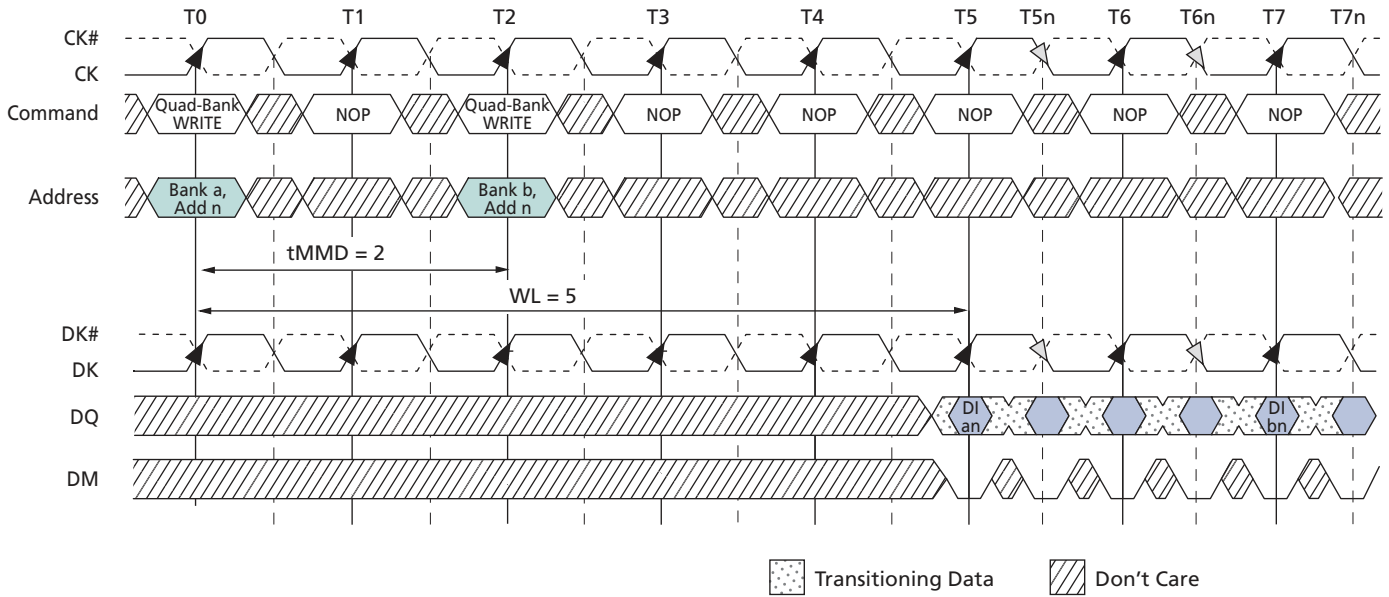 T0 T1 T2 T3 T4 T5 T5n T6 T6n T7 T7n
CK#
CK
Command
Quad-Bank
WRITE
NOP
Quad-Bank
WRITE
NOP
NOP
NOP
NOP
NOP
Address
Bank a,
Add n
Bank b,
Add n
tMMD = 2
WL = 5
DK#
DK
DQ
DI
an
DI
bn
DM
Transitioning Data
Don't Care